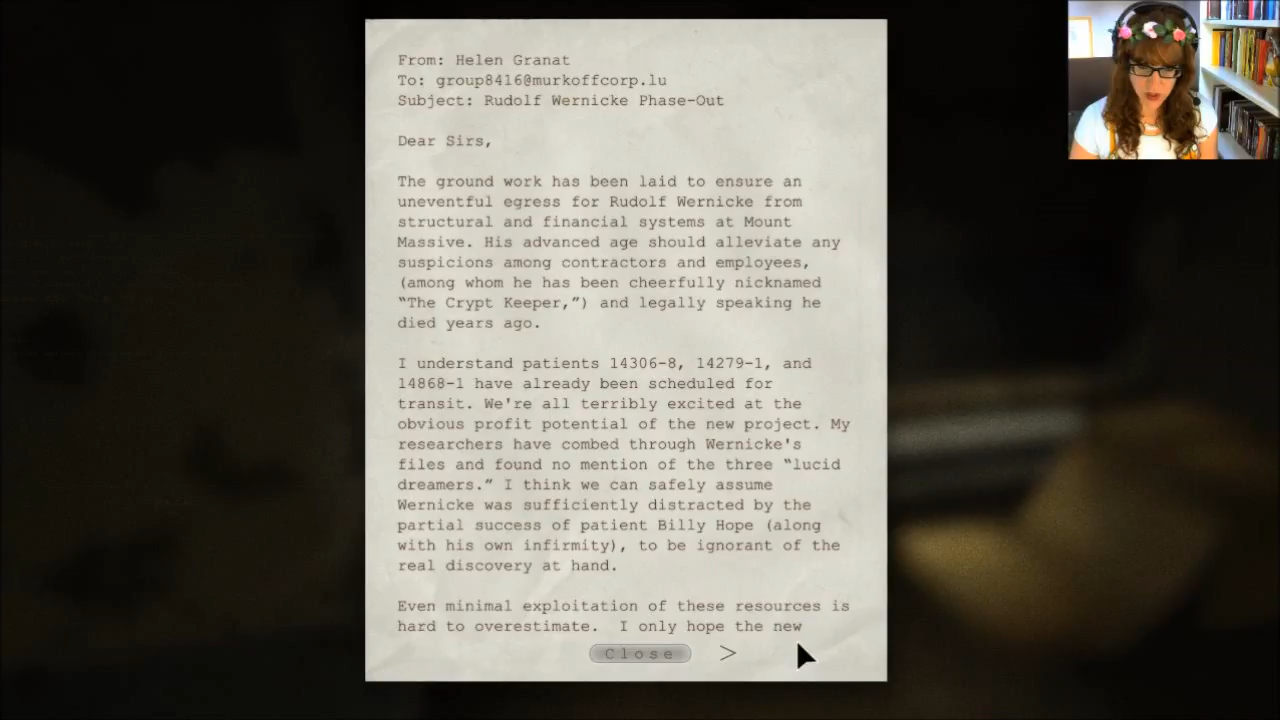 From: Helen Granat
To: group8416@murkoffcorp.lu
Subject: Rudolf Wernicke Phase-Out
Dear Sirs,
The ground work has been laid to ensure an
uneventful egress for Rudolf Wernicke from
structural and financial systems at Mount
Massive. His advanced age should alleviate any
suspicions among contractors and employees,
(among whom he has been cheerfully nicknamed
“The Crypt Keeper,”) and legally speaking he
died years ago.
I understand patients 14306-8, 14279-1, and
14868-1 have already been scheduled for
transit. We're all terribly excited at the
obvious profit potential of the new project. My
researchers have combed through Wernicke's
files and found no mention of the three “lucid
dreamers.” I think we can safely assume
Wernicke was sufficiently distracted by the
partial success of patient Billy Hope (along
with his own infirmity), to be ignorant of the
real discovery at hand.
Even minimal exploitation of these resources is
hard to overestimate.  I only hope the new
Close >